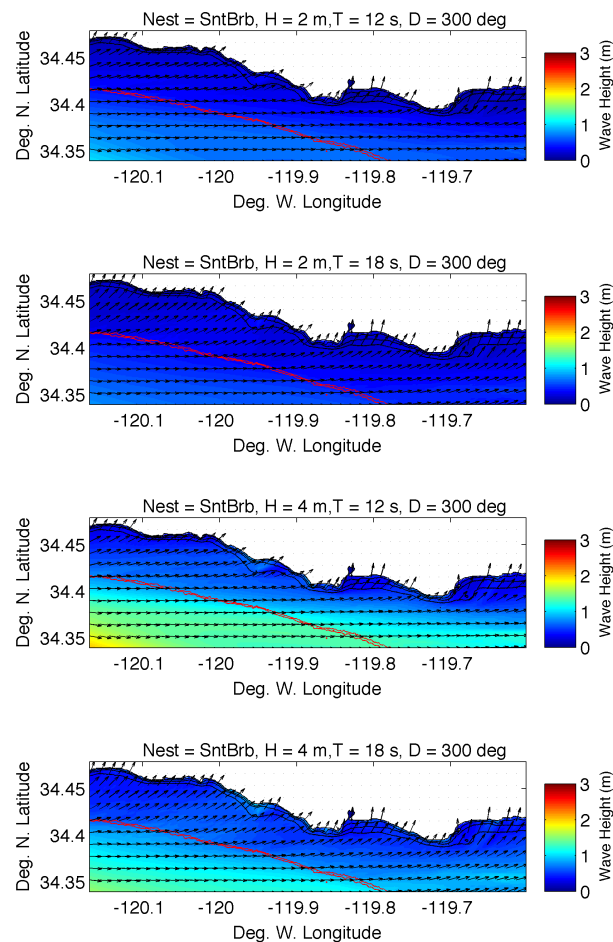 Nest = SntBrb, H = 2 m,T = 12 s, D = 300 deg
34.45
34.4
34.35
Deg. N. Latitude
-120.1 -120 -119.9 -119.8 -119.7
Deg. W. Longitude
3
2
1
0
Wave Height (m)
Nest = SntBrb, H = 2 m,T = 18 s, D = 300 deg
34.45
34.4
34.35
Deg. N. Latitude
-120.1 -120 -119.9 -119.8 -119.7
Deg. W. Longitude
3
2
1
0
Wave Height (m)
Nest = SntBrb, H = 4 m,T = 12 s, D = 300 deg
34.45
34.4
34.35
Deg. N. Latitude
-120.1 -120 -119.9 -119.8 -119.7
Deg. W. Longitude
3
2
1
0
Wave Height (m)
Nest = SntBrb, H = 4 m,T = 18 s, D = 300 deg
34.45
34.4
34.35
Deg. N. Latitude
-120.1 -120 -119.9 -119.8 -119.7
Deg. W. Longitude
3
2
1
0
Wave Height (m)